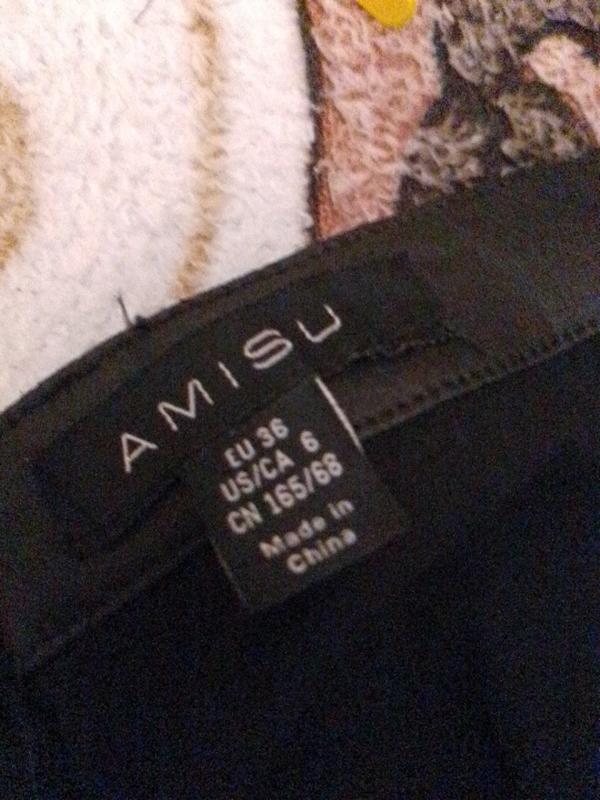 AMISU
EU 36
US/CA 6
CN 165/68
Made in
China